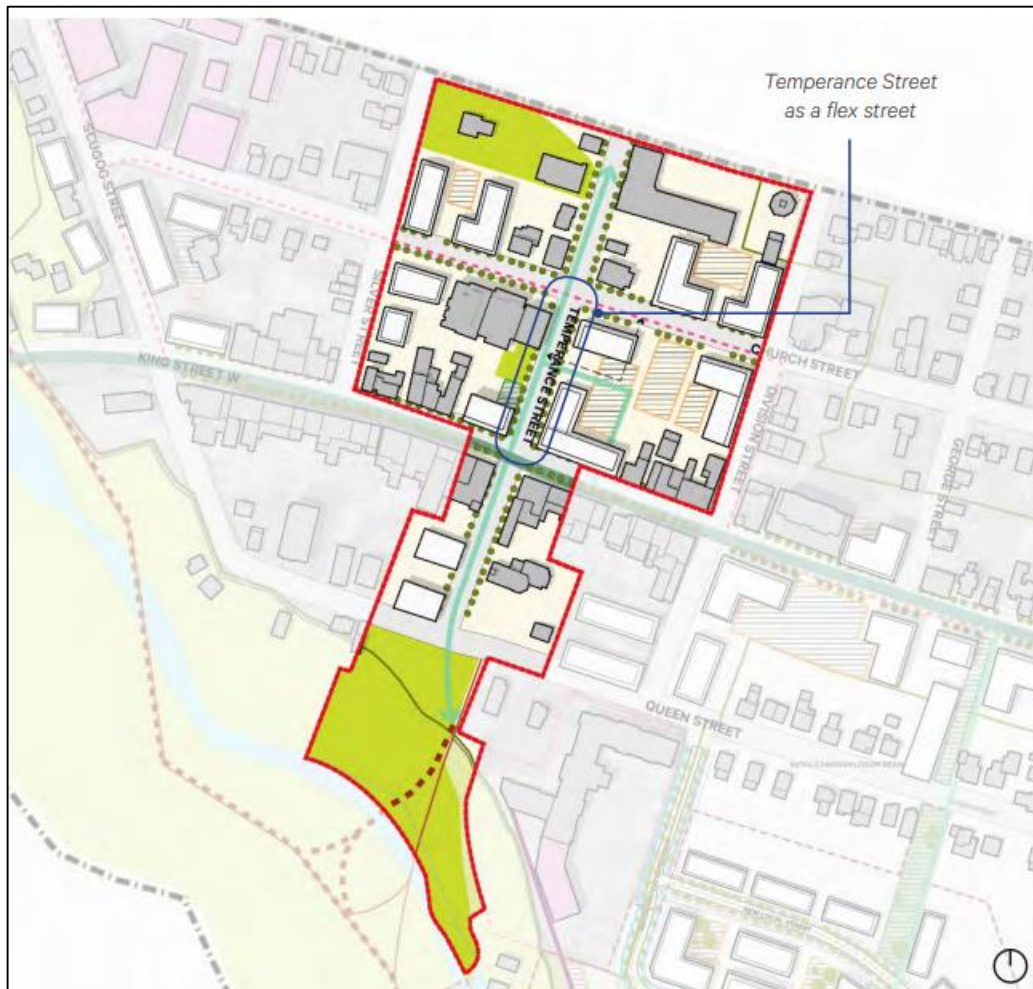 Temperance Street
as a flex street
SCUGOG STREET
SILVER STREET
KING STREET W
TEMPERANCE STREET
CHURCH STREET
DIVISION STREET
GEORGE STREET
QUEEN STREET